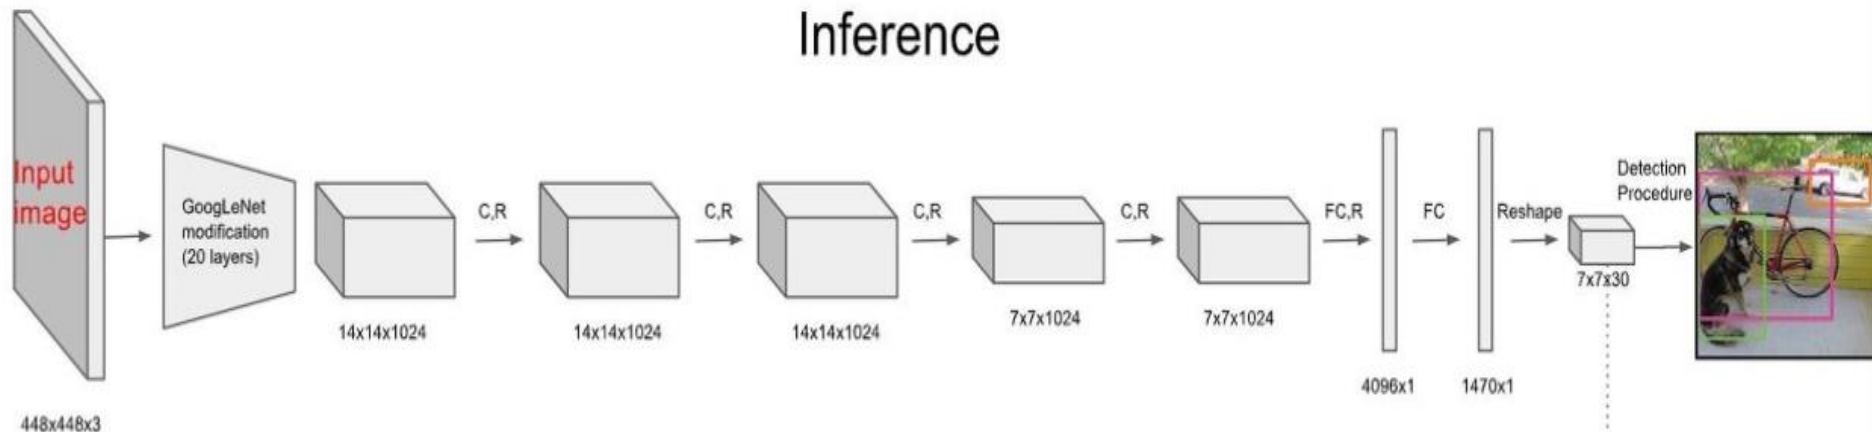 Inference
Input
image
448x448x3
GoogLeNet
modification
(20 layers)
14x14x1024
C,R
14x14x1024
C,R
14x14x1024
C,R
7x7x1024
C,R
7x7x1024
FC,R
4096x1
FC
1470x1
Reshape
7x7x30
Detection
Procedure